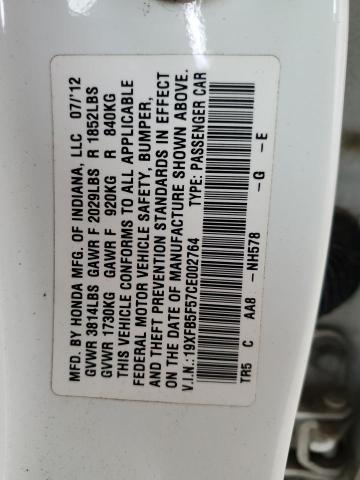 MFD. BY HONDA MFG. OF INDIANA, LLC 07/'12
GVWR 3814LBS GAWR F 2029LBS R 1852LBS
GVWR 1730KG GAWR F 920KG R 840KG
THIS VEHICLE CONFORMS TO ALL APPLICABLE
FEDERAL MOTOR VEHICLE SAFETY, BUMPER,
AND THEFT PREVENTION STANDARDS IN EFFECT
ON THE DATE OF MANUFACTURE SHOWN ABOVE.
V.I.N.:19XFB5F57CE002764 TYPE: PASSENGER CAR
TR5 C AA8 -NH578 -G -E